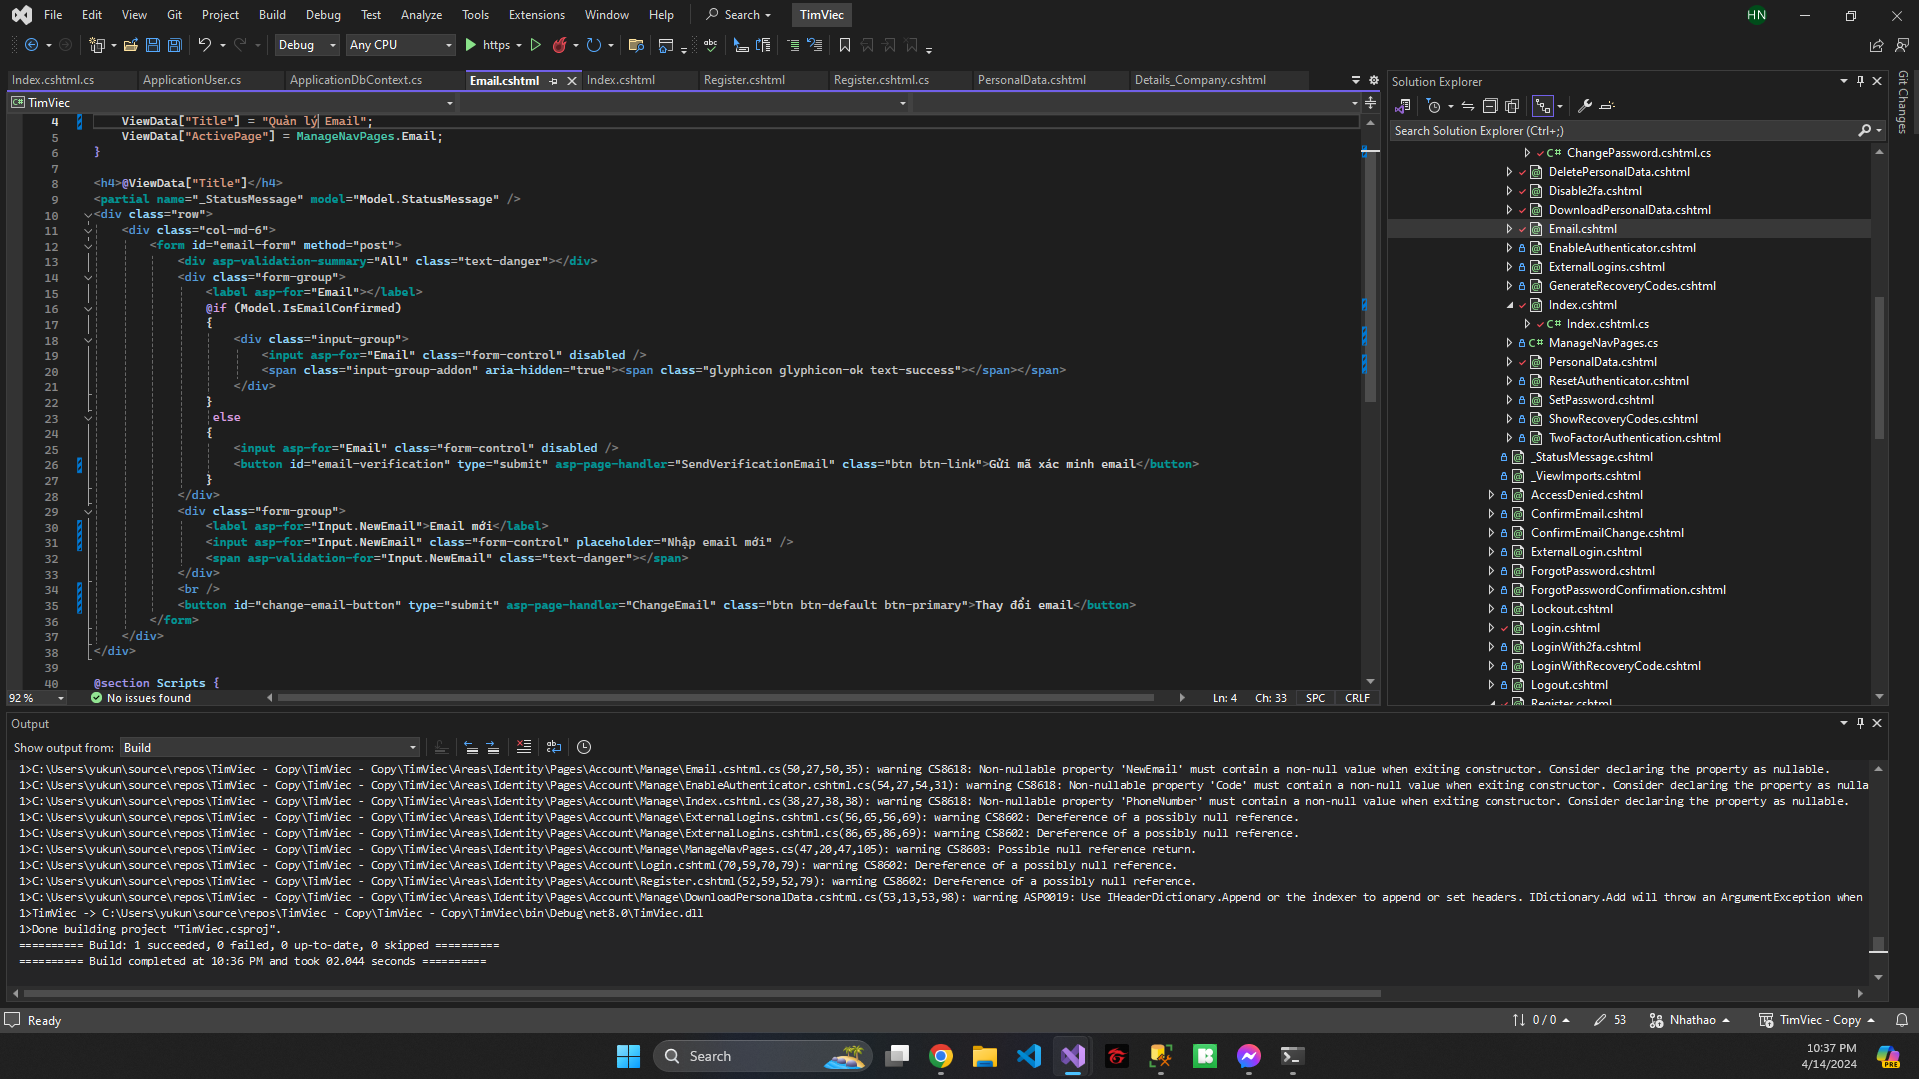 File Edit View Git Project Build Debug Test Analyze Tools Extensions Window Help Search TimViec HN
Debug Any CPU https
Index.cshtml.cs ApplicationUser.cs ApplicationDbContext.cs Email.cshtml Index.cshtml Register.cshtml Register.cshtml.cs PersonalData.cshtml Details_Company.cshtml
TimViec
4 ViewData["Title"] = "Quản lý Email";
5 ViewData["ActivePage"] = ManageNavPages.Email;
6 }
7
8 <h4>@ViewData["Title"]</h4>
9 <partial name="_StatusMessage" model="Model.StatusMessage" />
10 <div class="row">
11 <div class="col-md-6">
12 <form id="email-form" method="post">
13 <div asp-validation-summary="All" class="text-danger"></div>
14 <div class="form-group">
15 <label asp-for="Email"></label>
16 @if (Model.IsEmailConfirmed)
17 {
18 <div class="input-group">
19 <input asp-for="Email" class="form-control" disabled />
20 <span class="input-group-addon" aria-hidden="true"><span class="glyphicon glyphicon-ok text-success"></span></span>
21 </div>
22 }
23 else
24 {
25 <input asp-for="Email" class="form-control" disabled />
26 <button id="email-verification" type="submit" asp-page-handler="SendVerificationEmail" class="btn btn-link">Gửi mã xác minh email</button>
27 }
28 </div>
29 <div class="form-group">
30 <label asp-for="Input.NewEmail">Email mới</label>
31 <input asp-for="Input.NewEmail" class="form-control" placeholder="Nhập email mới" />
32 <span asp-validation-for="Input.NewEmail" class="text-danger"></span>
33 </div>
34 <br />
35 <button id="change-email-button" type="submit" asp-page-handler="ChangeEmail" class="btn btn-default btn-primary">Thay đổi email</button>
36 </form>
37 </div>
38 </div>
39
40 @section Scripts {
92 % No issues found Ln: 4 Ch: 33 SPC CRLF
Solution Explorer
Search Solution Explorer (Ctrl+;)
C# ChangePassword.cshtml.cs
DeletePersonalData.cshtml
Disable2fa.cshtml
DownloadPersonalData.cshtml
Email.cshtml
EnableAuthenticator.cshtml
ExternalLogins.cshtml
GenerateRecoveryCodes.cshtml
Index.cshtml
C# Index.cshtml.cs
C# ManageNavPages.cs
PersonalData.cshtml
ResetAuthenticator.cshtml
SetPassword.cshtml
ShowRecoveryCodes.cshtml
TwoFactorAuthentication.cshtml
_StatusMessage.cshtml
_ViewImports.cshtml
AccessDenied.cshtml
ConfirmEmail.cshtml
ConfirmEmailChange.cshtml
ExternalLogin.cshtml
ForgotPassword.cshtml
ForgotPasswordConfirmation.cshtml
Lockout.cshtml
Login.cshtml
LoginWith2fa.cshtml
LoginWithRecoveryCode.cshtml
Logout.cshtml
Register.cshtml
Git Changes
Output
Show output from: Build
1>C:\Users\yukun\source\repos\TimViec - Copy\TimViec - Copy\TimViec\Areas\Identity\Pages\Account\Manage\Email.cshtml.cs(50,27,50,35): warning CS8618: Non-nullable property 'NewEmail' must contain a non-null value when exiting constructor. Consider declaring the property as nullable.
1>C:\Users\yukun\source\repos\TimViec - Copy\TimViec - Copy\TimViec\Areas\Identity\Pages\Account\Manage\EnableAuthenticator.cshtml.cs(54,27,54,31): warning CS8618: Non-nullable property 'Code' must contain a non-null value when exiting constructor. Consider declaring the property as nulla
1>C:\Users\yukun\source\repos\TimViec - Copy\TimViec - Copy\TimViec\Areas\Identity\Pages\Account\Manage\Index.cshtml.cs(38,27,38,38): warning CS8618: Non-nullable property 'PhoneNumber' must contain a non-null value when exiting constructor. Consider declaring the property as nullable.
1>C:\Users\yukun\source\repos\TimViec - Copy\TimViec - Copy\TimViec\Areas\Identity\Pages\Account\Manage\ExternalLogins.cshtml.cs(56,65,56,69): warning CS8602: Dereference of a possibly null reference.
1>C:\Users\yukun\source\repos\TimViec - Copy\TimViec - Copy\TimViec\Areas\Identity\Pages\Account\Manage\ExternalLogins.cshtml.cs(86,65,86,69): warning CS8602: Dereference of a possibly null reference.
1>C:\Users\yukun\source\repos\TimViec - Copy\TimViec - Copy\TimViec\Areas\Identity\Pages\Account\Manage\ManageNavPages.cs(47,20,47,105): warning CS8603: Possible null reference return.
1>C:\Users\yukun\source\repos\TimViec - Copy\TimViec - Copy\TimViec\Areas\Identity\Pages\Account\Login.cshtml(70,59,70,79): warning CS8602: Dereference of a possibly null reference.
1>C:\Users\yukun\source\repos\TimViec - Copy\TimViec - Copy\TimViec\Areas\Identity\Pages\Account\Register.cshtml(52,59,52,79): warning CS8602: Dereference of a possibly null reference.
1>C:\Users\yukun\source\repos\TimViec - Copy\TimViec - Copy\TimViec\Areas\Identity\Pages\Account\Manage\DownloadPersonalData.cshtml.cs(53,13,53,98): warning ASP0019: Use IHeaderDictionary.Append or the indexer to append or set headers. IDictionary.Add will throw an ArgumentException when
1>TimViec -> C:\Users\yukun\source\repos\TimViec - Copy\TimViec - Copy\TimViec\bin\Debug\net8.0\TimViec.dll
1>Done building project "TimViec.csproj".
========== Build: 1 succeeded, 0 failed, 0 up-to-date, 0 skipped ==========
========== Build completed at 10:36 PM and took 02.044 seconds ==========
Ready 0 / 0 53 Nhathao TimViec - Copy
Search
10:37 PM
4/14/2024
PRE